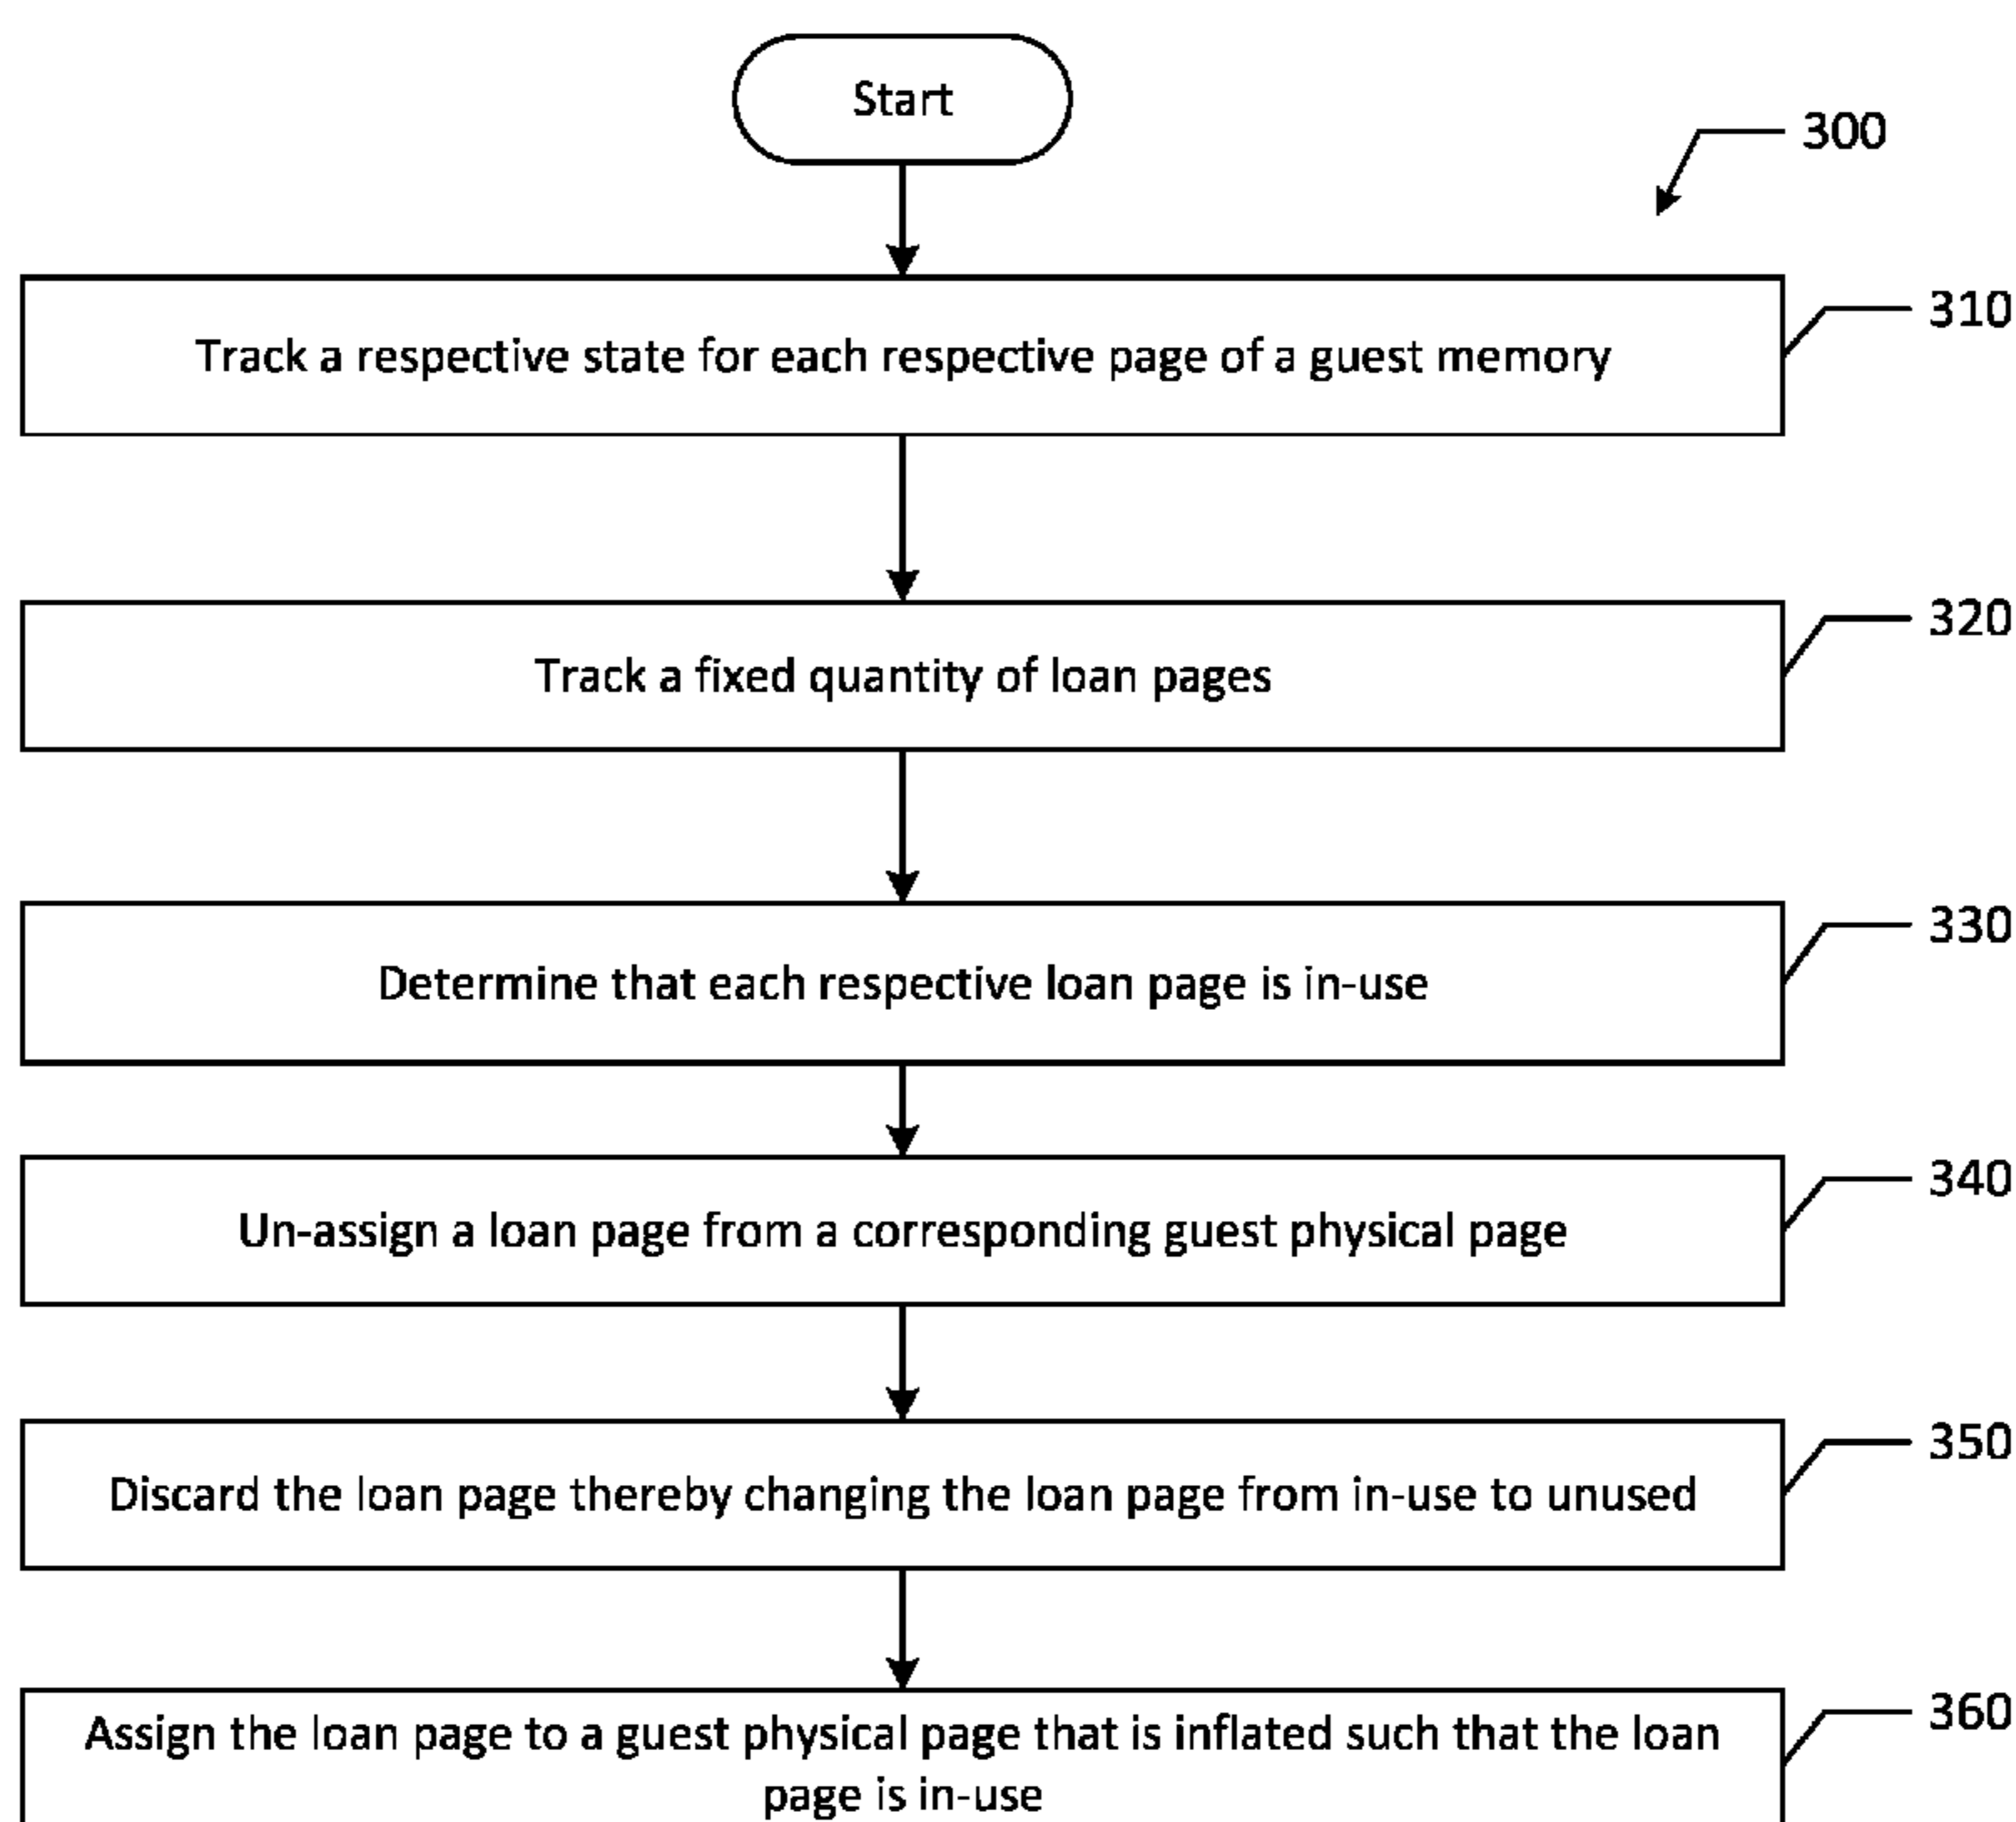 Start
300
Track a respective state for each respective page of a guest memory
310
Track a fixed quantity of loan pages
320
Determine that each respective loan page is in-use
330
Un-assign a loan page from a corresponding guest physical page
340
Discard the loan page thereby changing the loan page from in-use to unused
350
Assign the loan page to a guest physical page that is inflated such that the loan
page is in-use
360